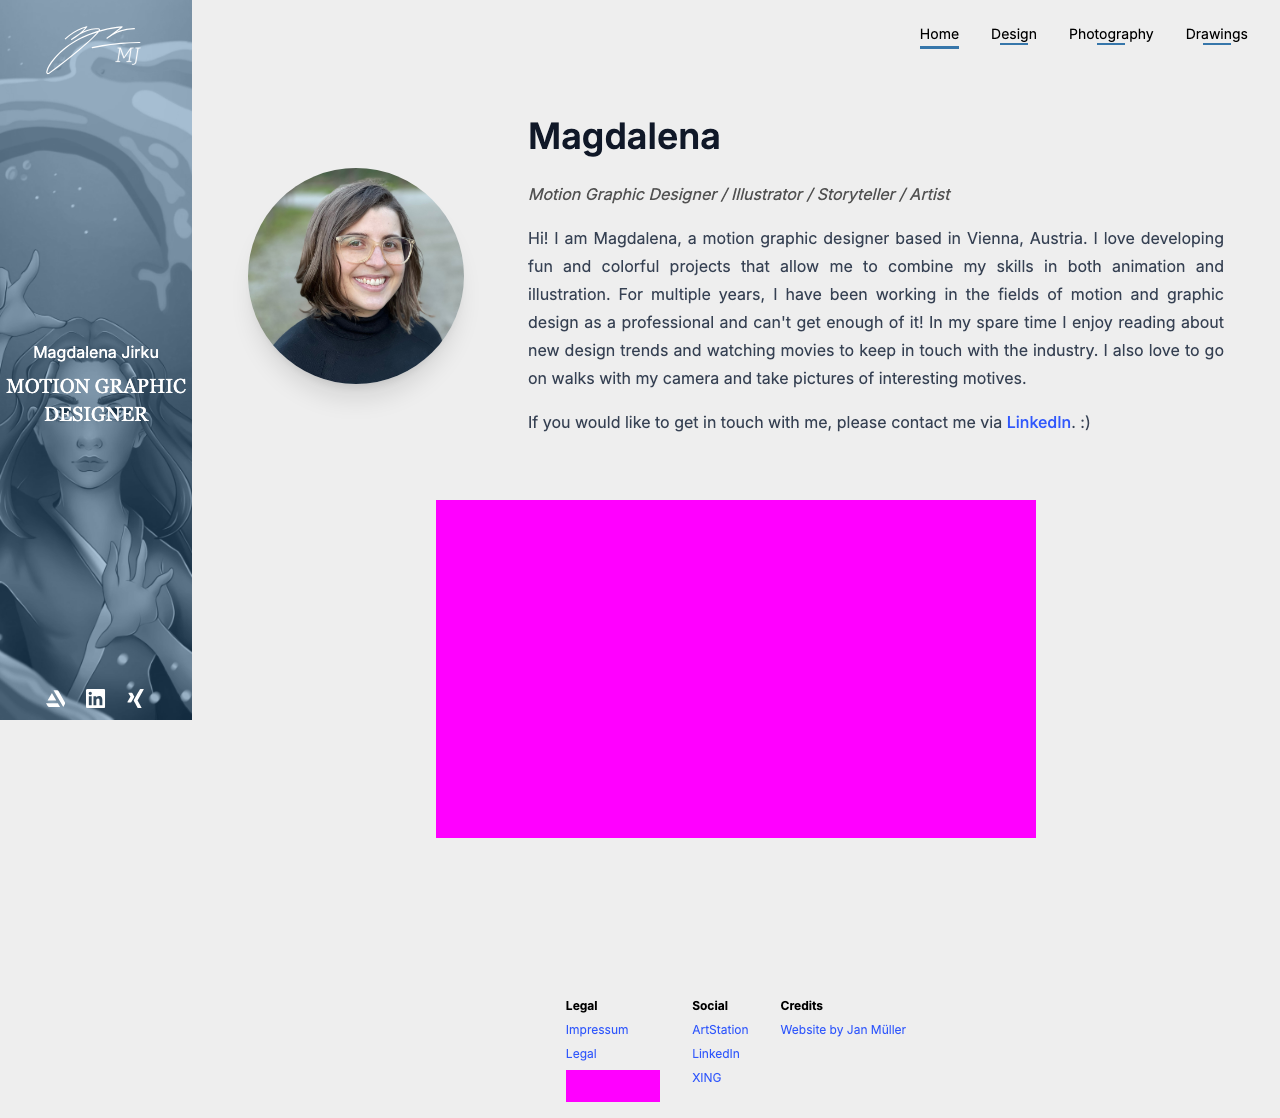 MJ
Home Design Photography Drawings
Magdalena
Motion Graphic Designer / Illustrator / Storyteller / Artist
Hi! I am Magdalena, a motion graphic designer based in Vienna, Austria. I love developing
fun and colorful projects that allow me to combine my skills in both animation and
illustration. For multiple years, I have been working in the fields of motion and graphic
design as a professional and can't get enough of it! In my spare time I enjoy reading about
new design trends and watching movies to keep in touch with the industry. I also love to go
on walks with my camera and take pictures of interesting motives.
If you would like to get in touch with me, please contact me via LinkedIn. :)
Magdalena Jirku
MOTION GRAPHIC
DESIGNER
in
Legal
Impressum
Legal
Social
ArtStation
LinkedIn
XING
Credits
Website by Jan Müller